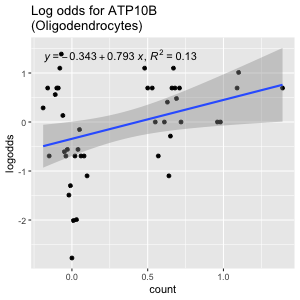 Log odds for ATP10B
(Oligodendrocytes)
y = −0.343 + 0.793 x, R² = 0.13
logodds
1
0
-1
-2
0.0 0.5 1.0
count